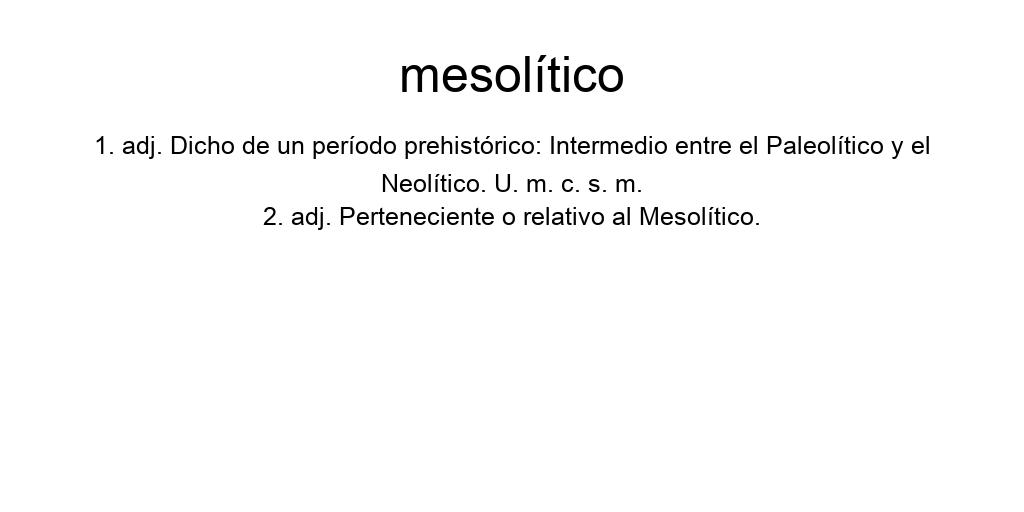 mesolítico
1. adj. Dicho de un período prehistórico: Intermedio entre el Paleolítico y el
Neolítico. U. m. c. s. m.
2. adj. Perteneciente o relativo al Mesolítico.